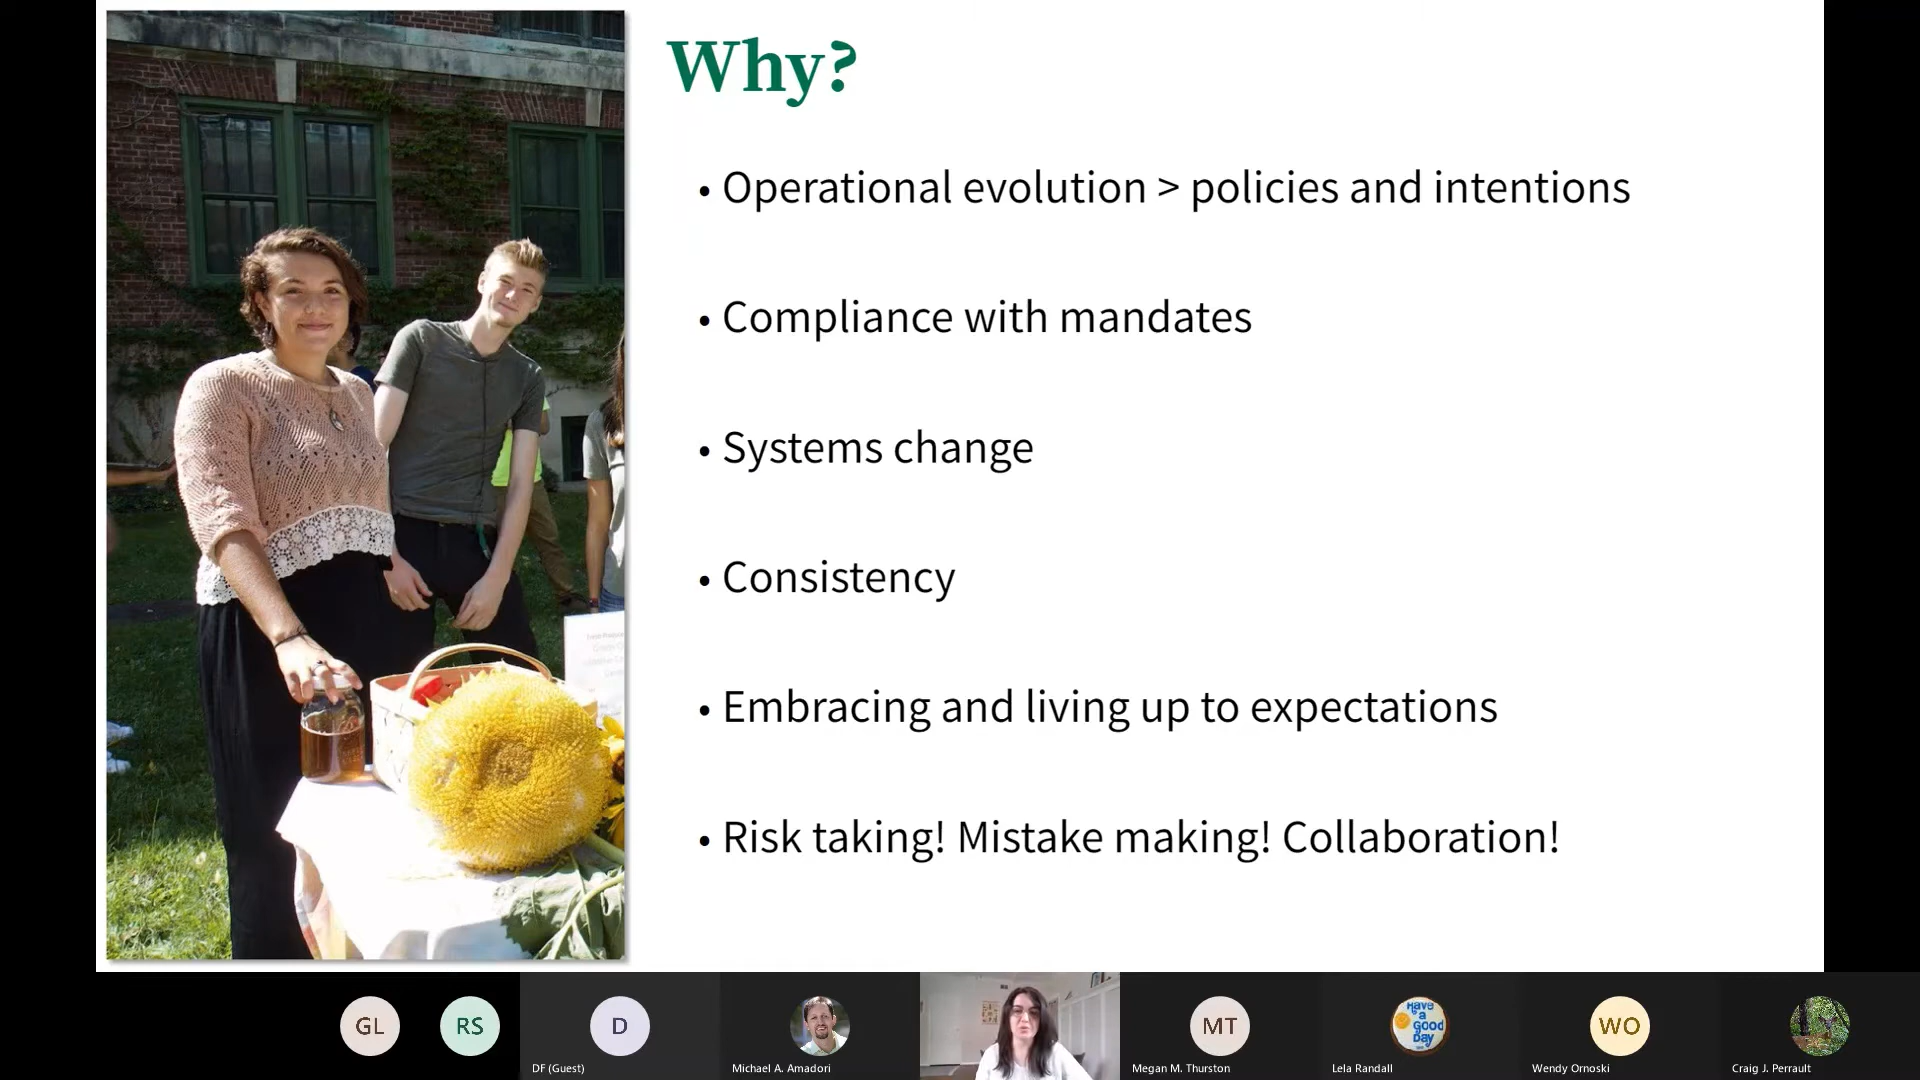 Why?
• Operational evolution > policies and intentions
• Compliance with mandates
• Systems change
• Consistency
• Embracing and living up to expectations
• Risk taking! Mistake making! Collaboration!
GL
RS
D
DF (Guest)
Michael A. Amadori
MT
Megan M. Thurston
Have
a
good
Day
Lela Randall
WO
Wendy Ornoski
Craig J. Perrault